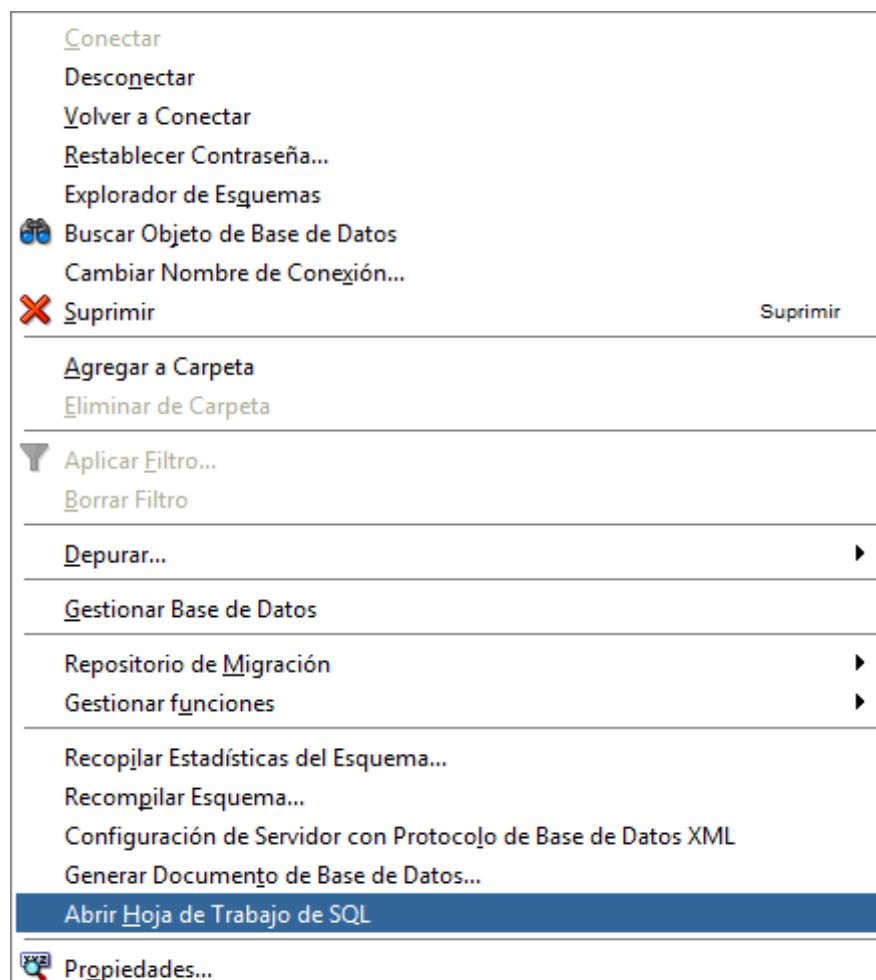 Conectar
Desconectar
Volver a Conectar
Restablecer Contraseña...
Explorador de Esquemas
Buscar Objeto de Base de Datos
Cambiar Nombre de Conexión...
Suprimir Suprimir
Agregar a Carpeta
Eliminar de Carpeta
Aplicar Filtro...
Borrar Filtro
Depurar...
Gestionar Base de Datos
Repositorio de Migración
Gestionar funciones
Recopilar Estadísticas del Esquema...
Recompilar Esquema...
Configuración de Servidor con Protocolo de Base de Datos XML
Generar Documento de Base de Datos...
Abrir Hoja de Trabajo de SQL
XYZ
Propiedades...